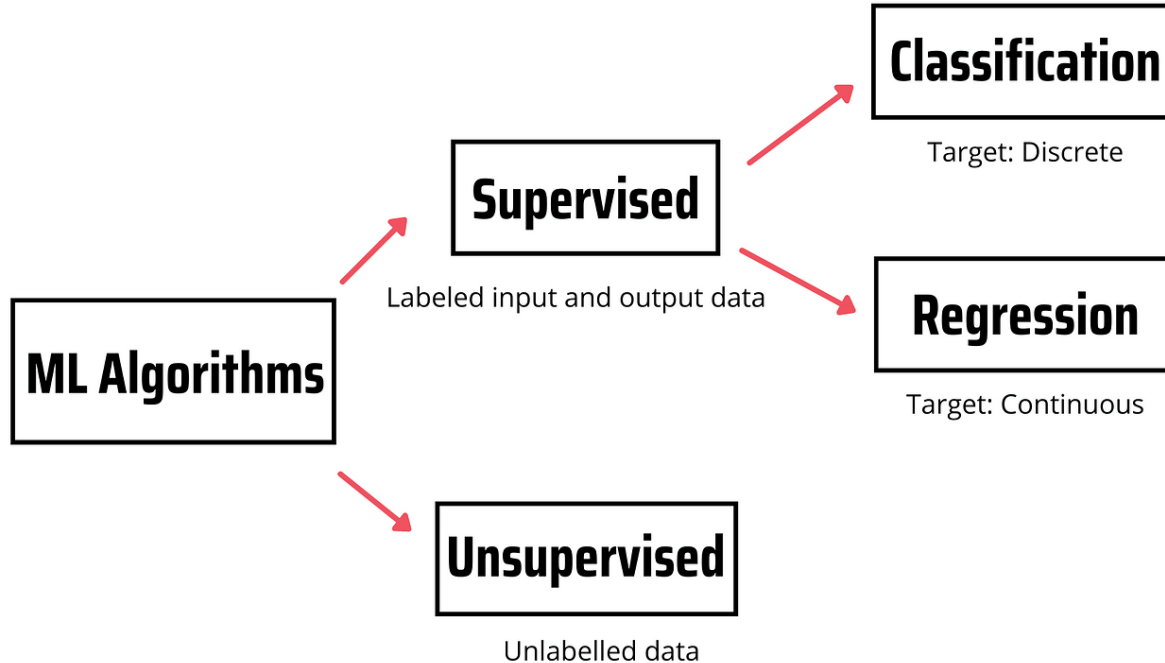 Classification
Target: Discrete
Supervised
Labeled input and output data
Regression
Target: Continuous
ML Algorithms
Unsupervised
Unlabelled data